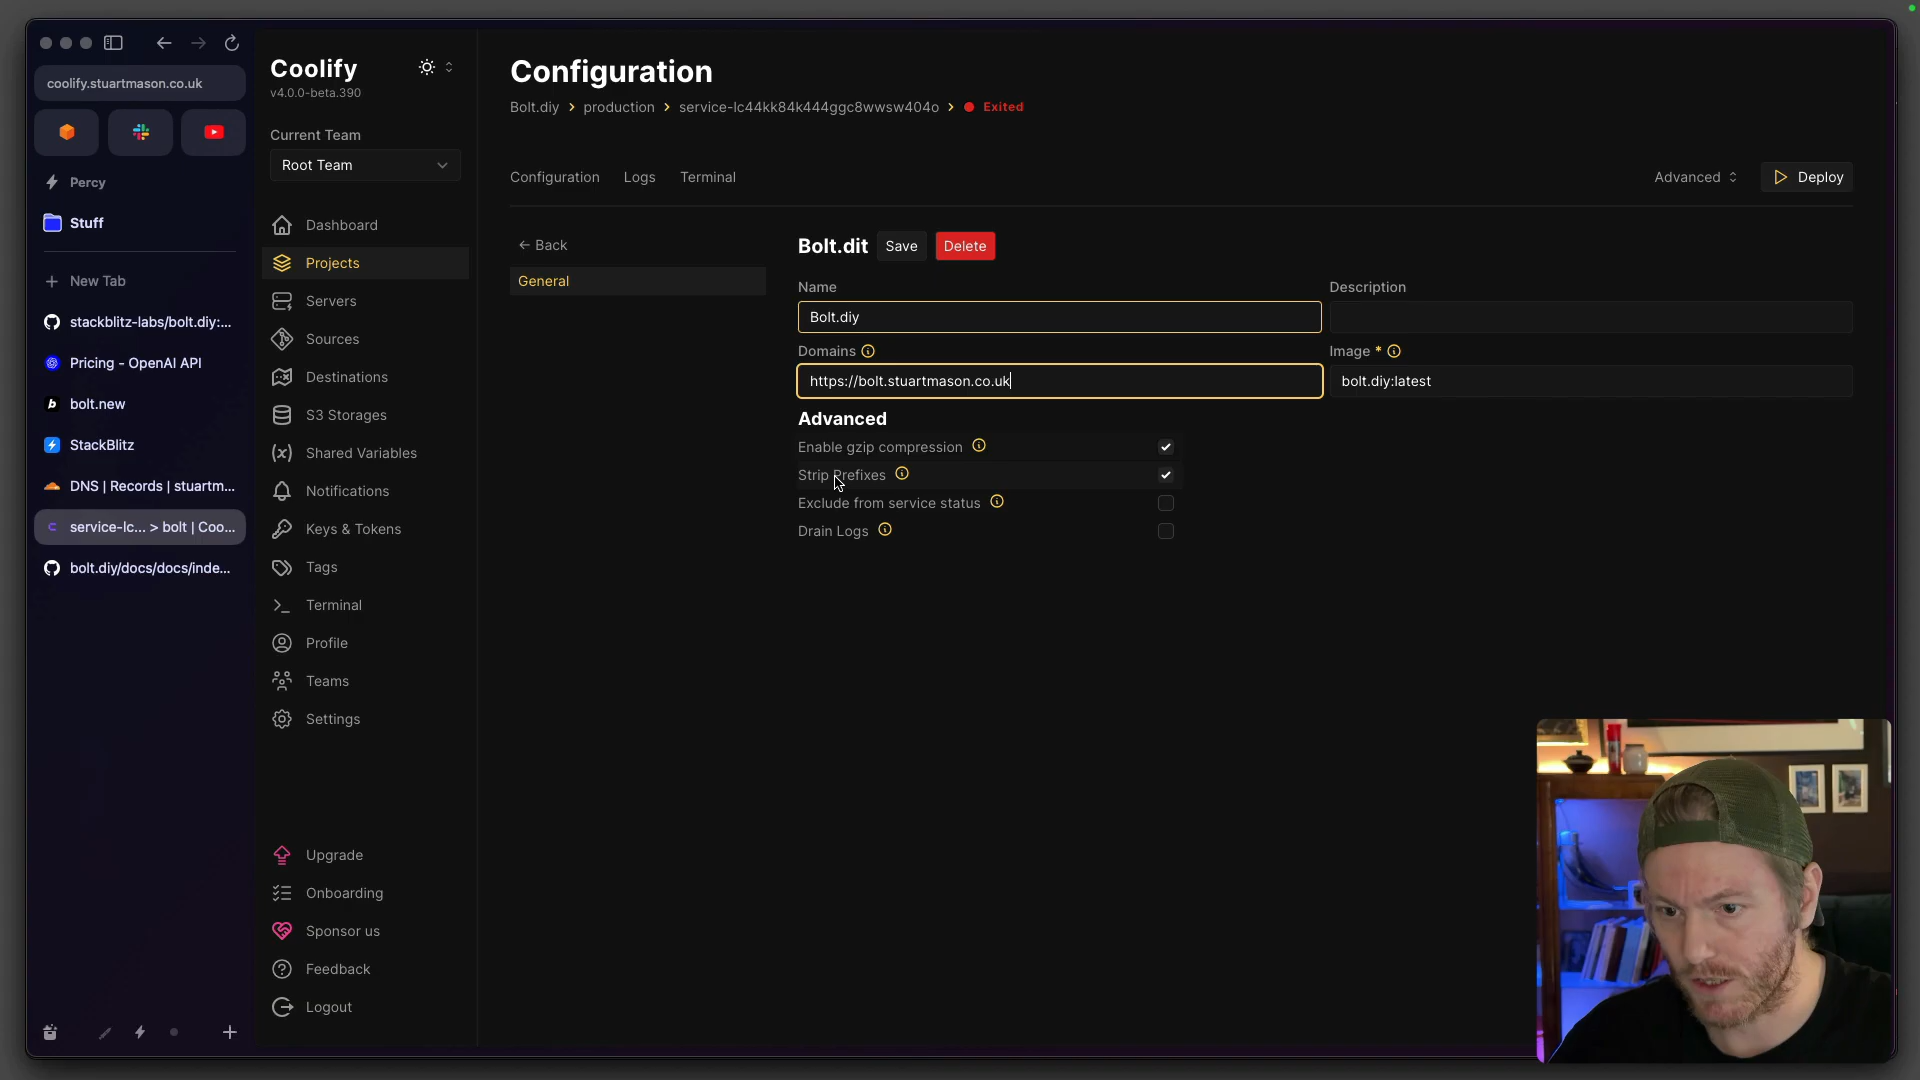 coolify.stuartmason.co.uk
Percy
Stuff
New Tab
stackblitz-labs/bolt.diy:...
Pricing - OpenAI API
bolt.new
StackBlitz
DNS | Records | stuartm...
service-lc... > bolt | Coo...
bolt.diy/docs/docs/inde...
Coolify
v4.0.0-beta.390
Current Team
Root Team
Dashboard
Projects
Servers
Sources
Destinations
S3 Storages
Shared Variables
Notifications
Keys & Tokens
Tags
Terminal
Profile
Teams
Settings
Upgrade
Onboarding
Sponsor us
Feedback
Logout
Configuration
Bolt.diy > production > service-lc44kk84k444ggc8wwsw404o > Exited
Configuration Logs Terminal
Advanced Deploy
← Back
General
Bolt.dit Save Delete
Name
Bolt.diy
Description
Domains
https://bolt.stuartmason.co.uk
Image *
bolt.diy:latest
Advanced
Enable gzip compression
Strip Prefixes
Exclude from service status
Drain Logs